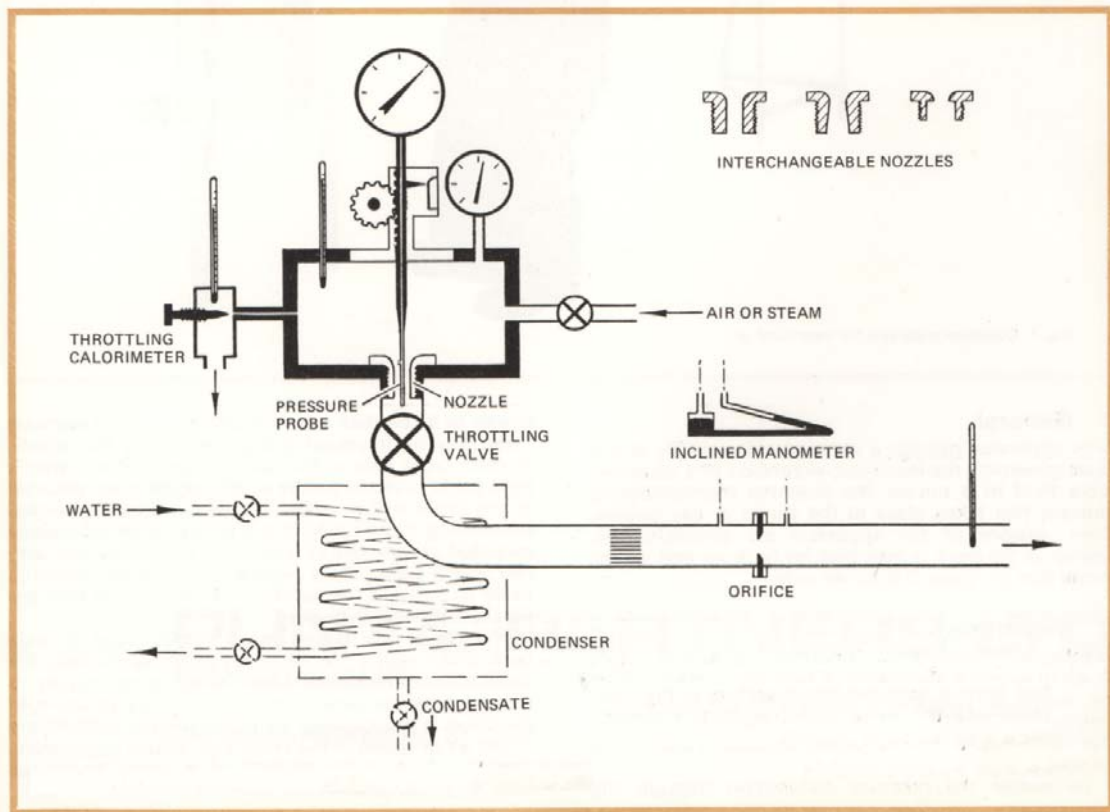 INTERCHANGEABLE NOZZLES
THROTTLING
CALORIMETER
AIR OR STEAM
PRESSURE
PROBE
NOZZLE
THROTTLING
VALVE
INCLINED MANOMETER
WATER
ORIFICE
CONDENSER
CONDENSATE